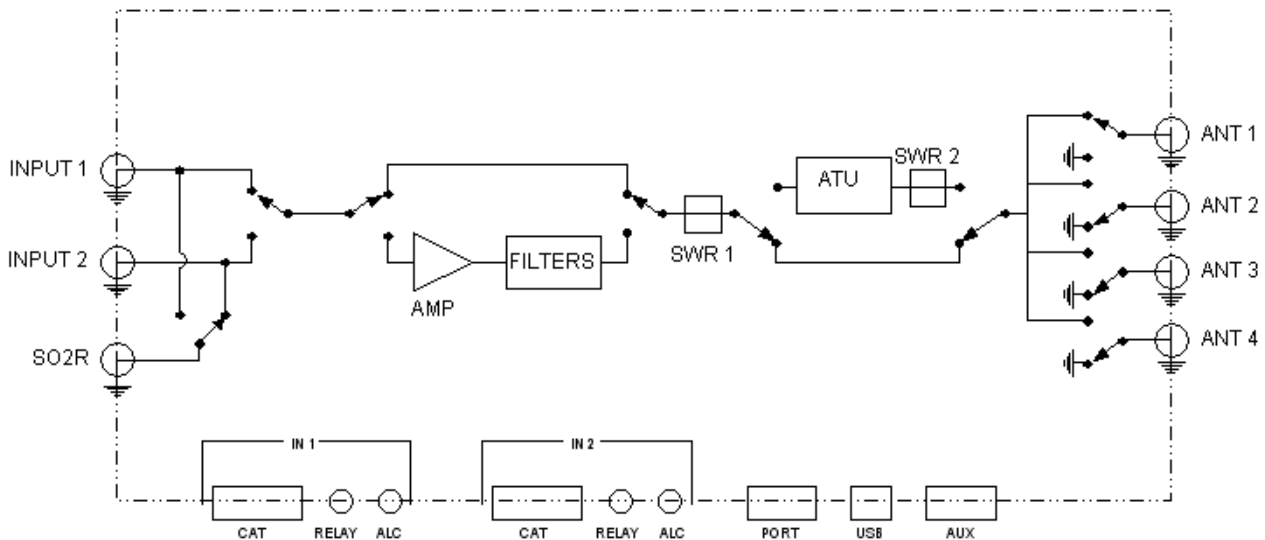 INPUT 1
INPUT 2
SO2R
AMP
FILTERS
SWR 1
ATU
SWR 2
ANT 1
ANT 2
ANT 3
ANT 4
IN 1
CAT
RELAY
ALC
IN 2
CAT
RELAY
ALC
PORT
USB
AUX